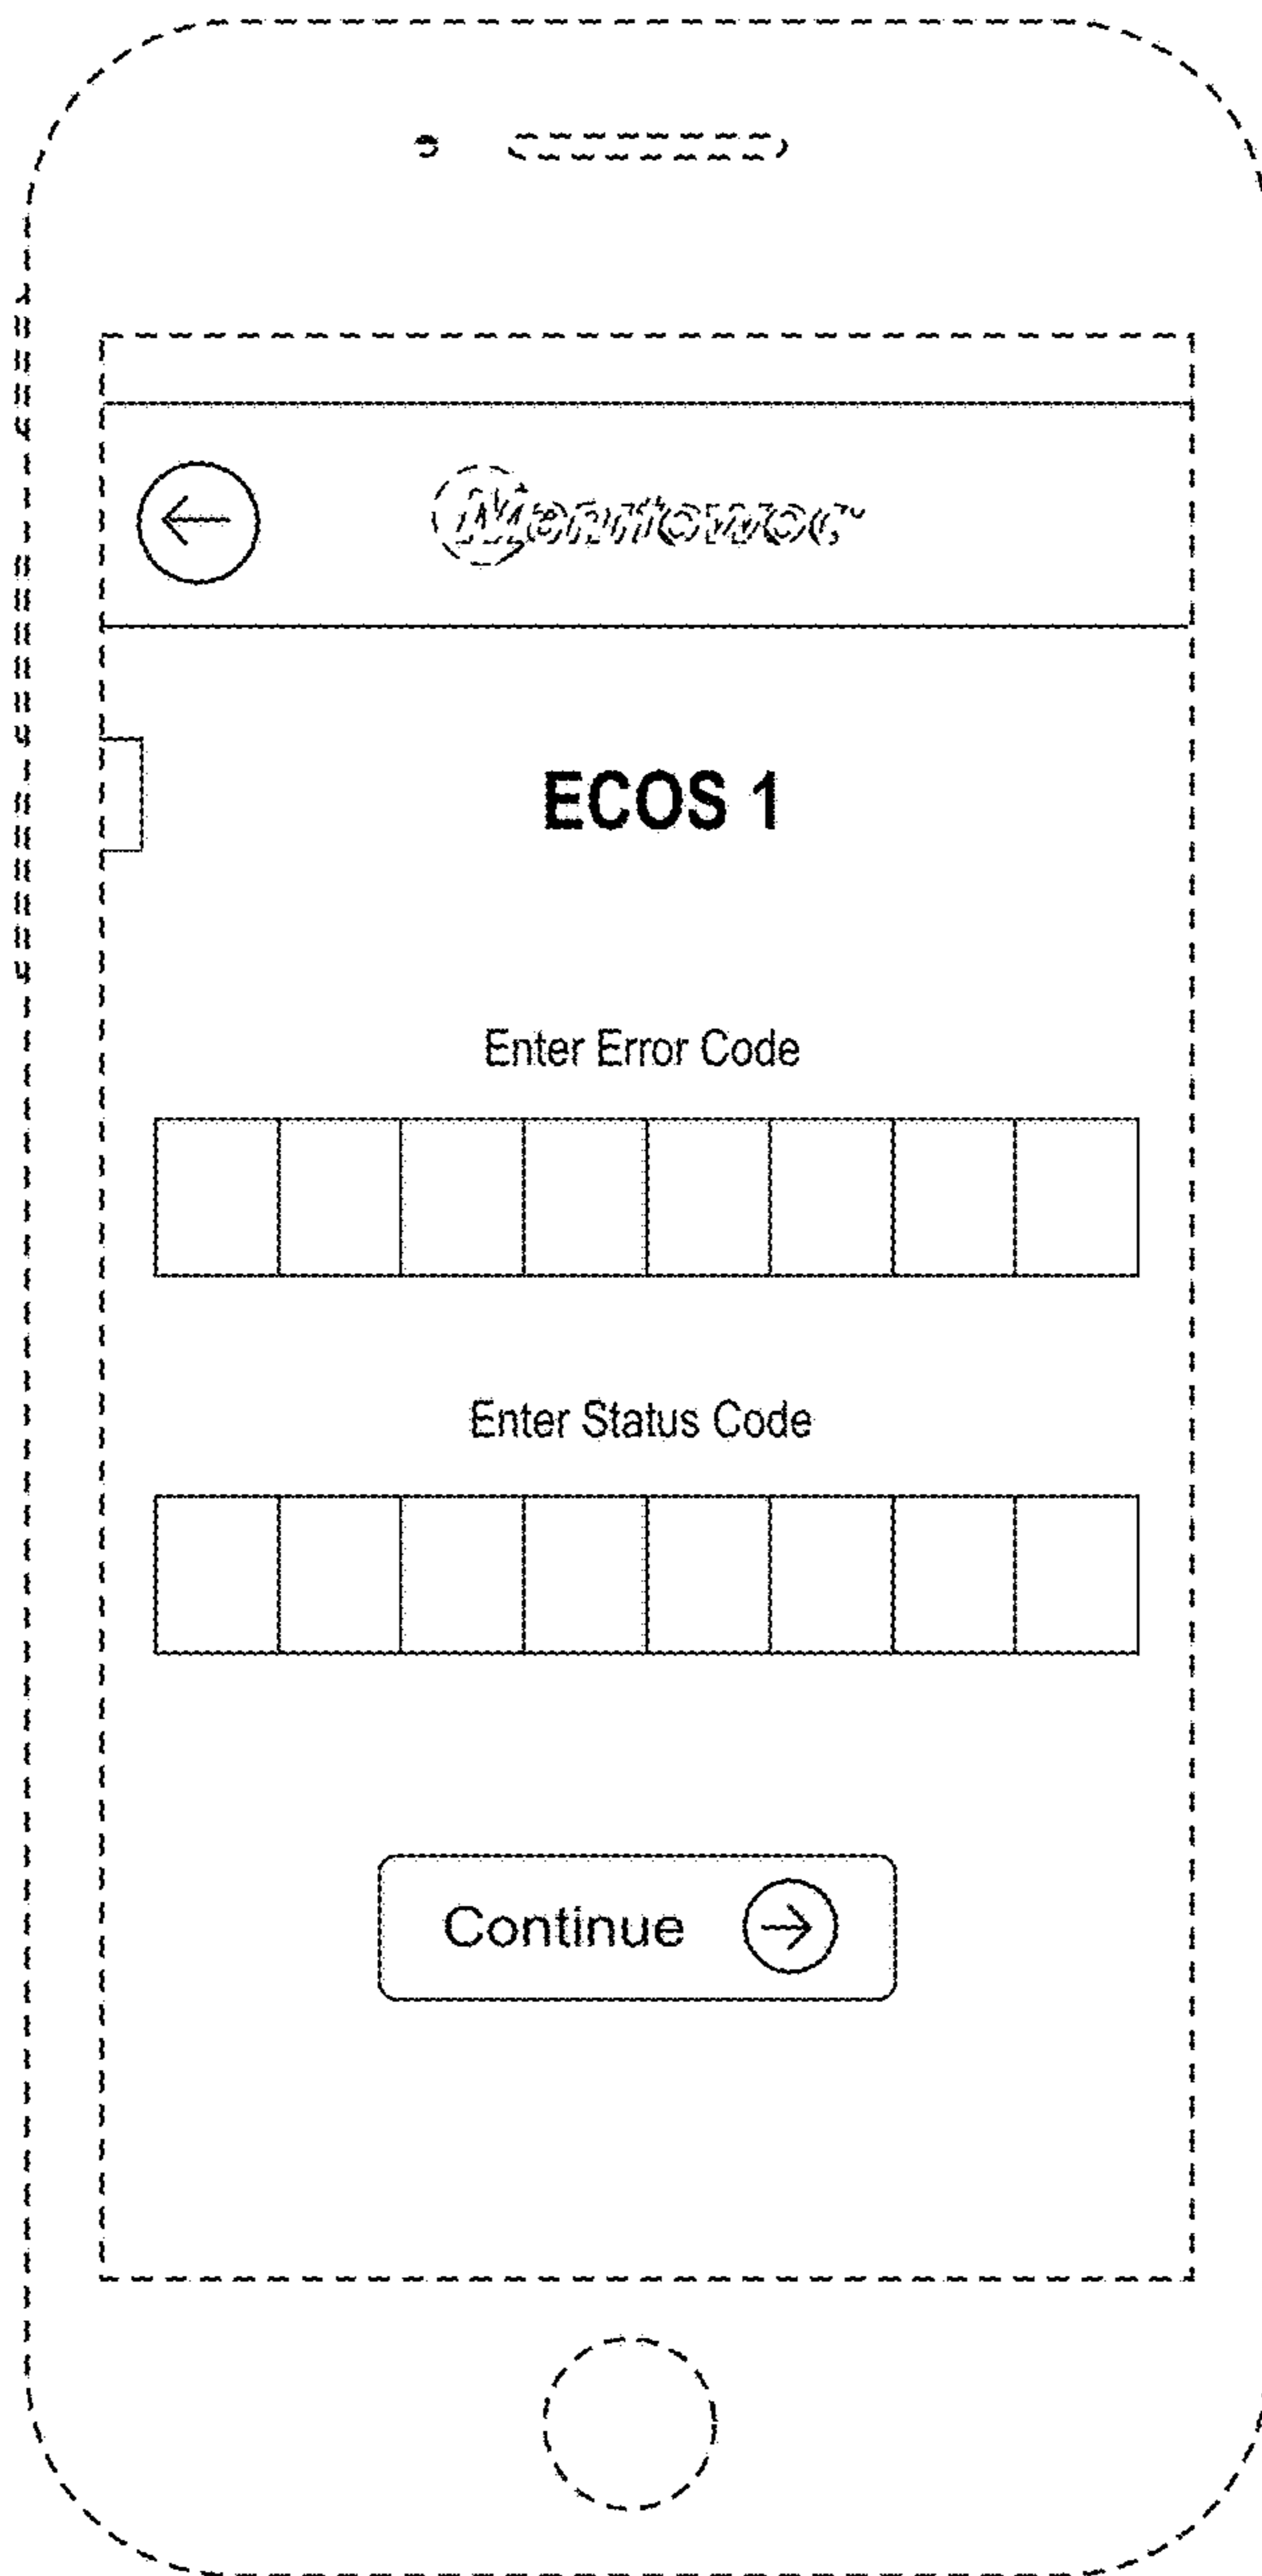 Manitowoc
ECOS 1
Enter Error Code
Enter Status Code
Continue